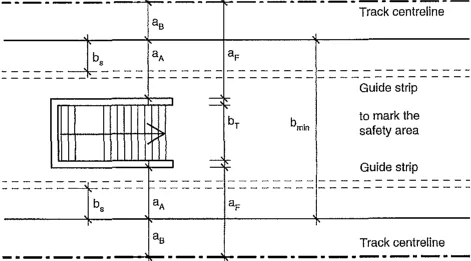 Track centreline
a_B
b_s
a_A
a_F
Guide strip
b_T
b_min
to mark the
safety area
Guide strip
b_s
a_A
a_F
a_B
Track centreline